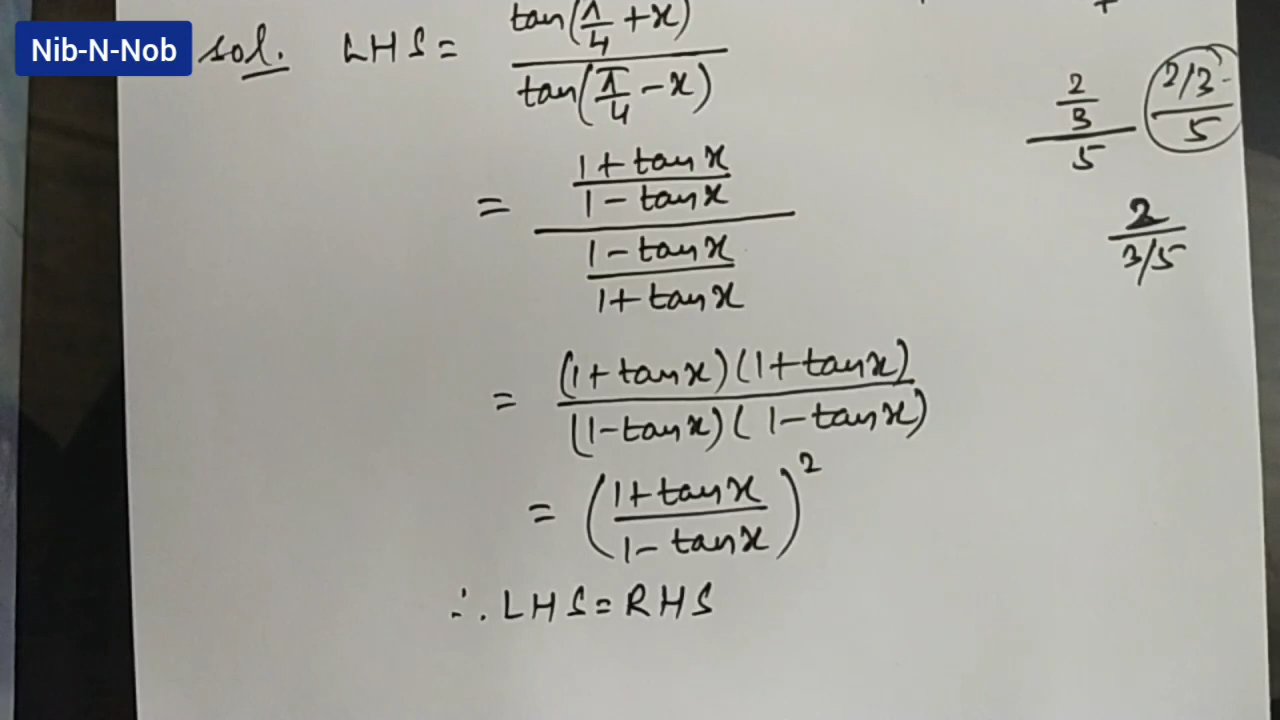 Nib-N-Nob
sol. LHS = tan(π/4 + x)
tan(π/4 − x)
= 1 + tan x
1 − tan x
1 − tan x
1 + tan x
= (1 + tan x)(1 + tan x)
(1 − tan x)(1 − tan x)
= (1 + tan x / 1 − tan x)²
∴ LHS = RHS
2
3
5
2/3
5
2
3/5